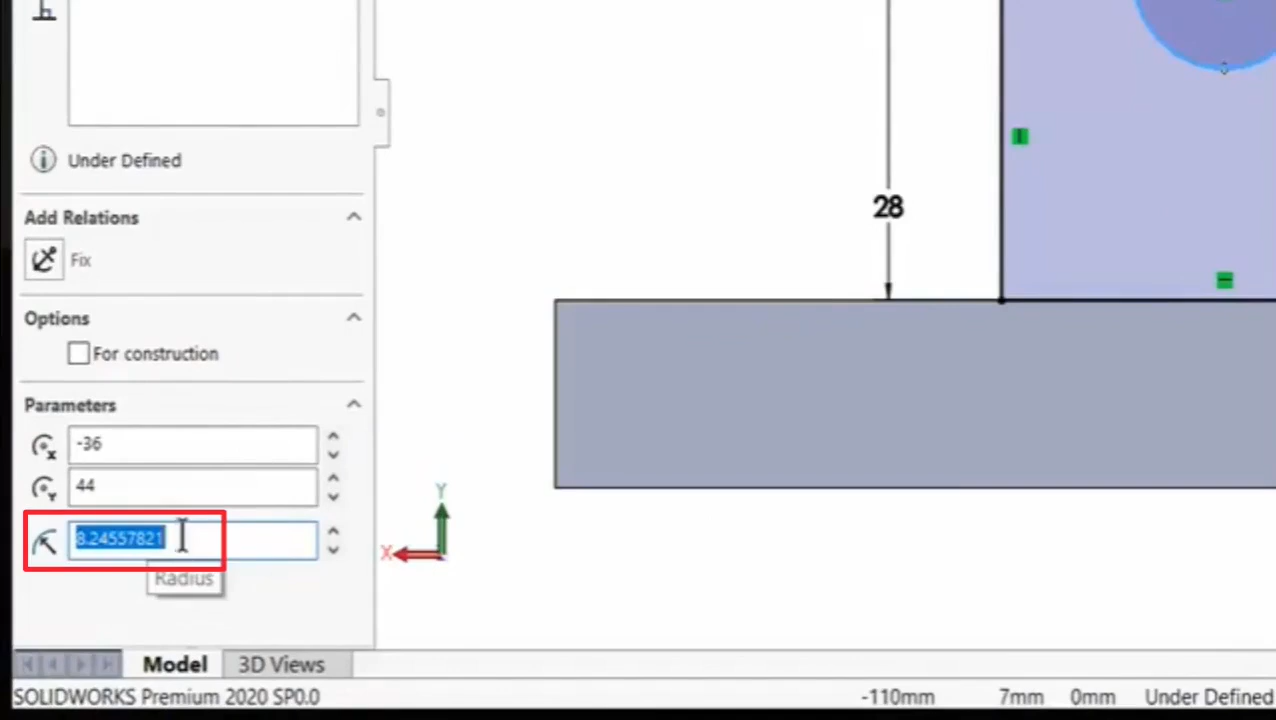 Under Defined
28
Add Relations
Fix
Options
For construction
Parameters
-36
44
Y
8.24557821
X
Radius
Model 3D Views
SOLIDWORKS Premium 2020 SP0.0 -110mm 7mm 0mm Under Defined